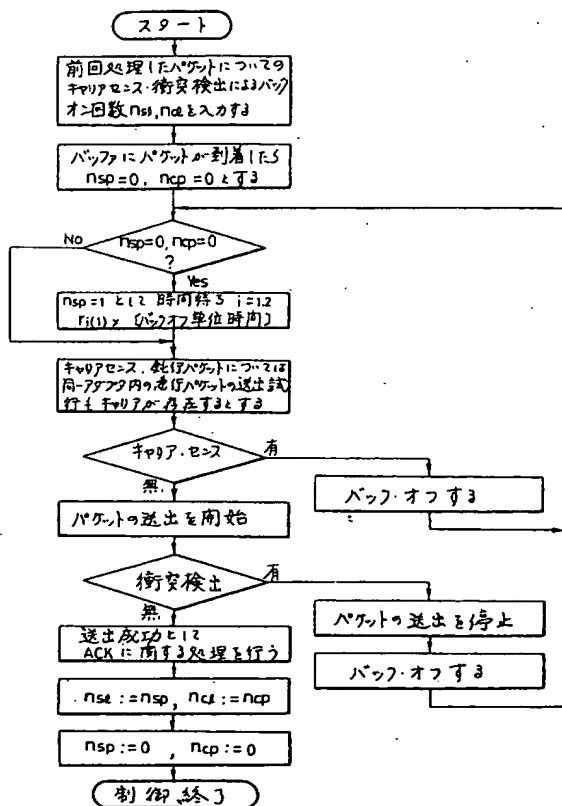 スタート
前回処理したパケットについての
キャリアセンス・衝突検出によるバック
オン回数nsℓ,ncℓを入力する
バッファにパケットが到着したら
nsp=0, ncp=0とする
nsp=0, ncp=0
?
No
Yes
nsp=1として時間待ち i=1.2
ri(1)× [バックオフ単位時間]
キャリアセンス.鈍行パケットについては
同一アダプタ内の急行パケットの送出試
行もキャリアが存在するとする
キャリア・センス
有
無
バック・オフする
パケットの送出を開始
衝突検出
有
無
パケットの送出を停止
送出成功として
ACKに関する処理を行う
バック・オフする
nsℓ:=nsp, ncℓ:=ncp
nsp:=0 , ncp:=0
制御終了